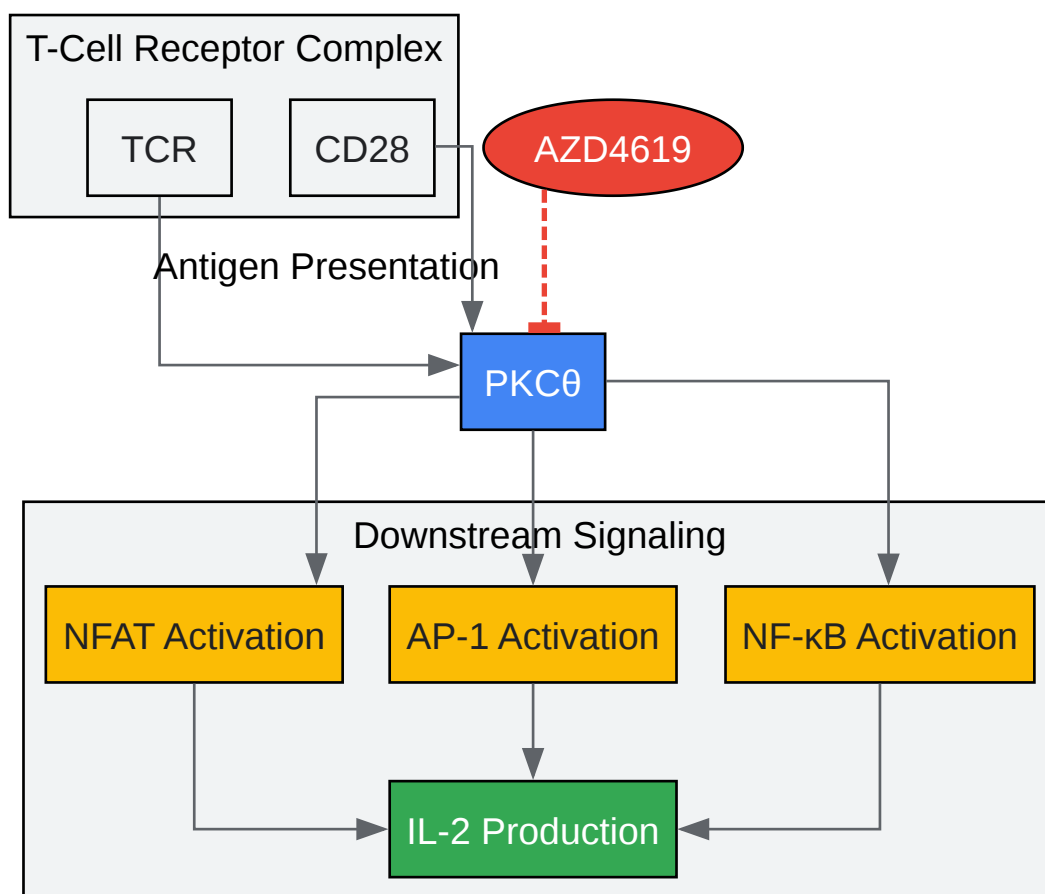 T-Cell Receptor Complex
TCR
CD28
AZD4619
Antigen Presentation
PKCθ
Downstream Signaling
NFAT Activation
AP-1 Activation
NF-κB Activation
IL-2 Production